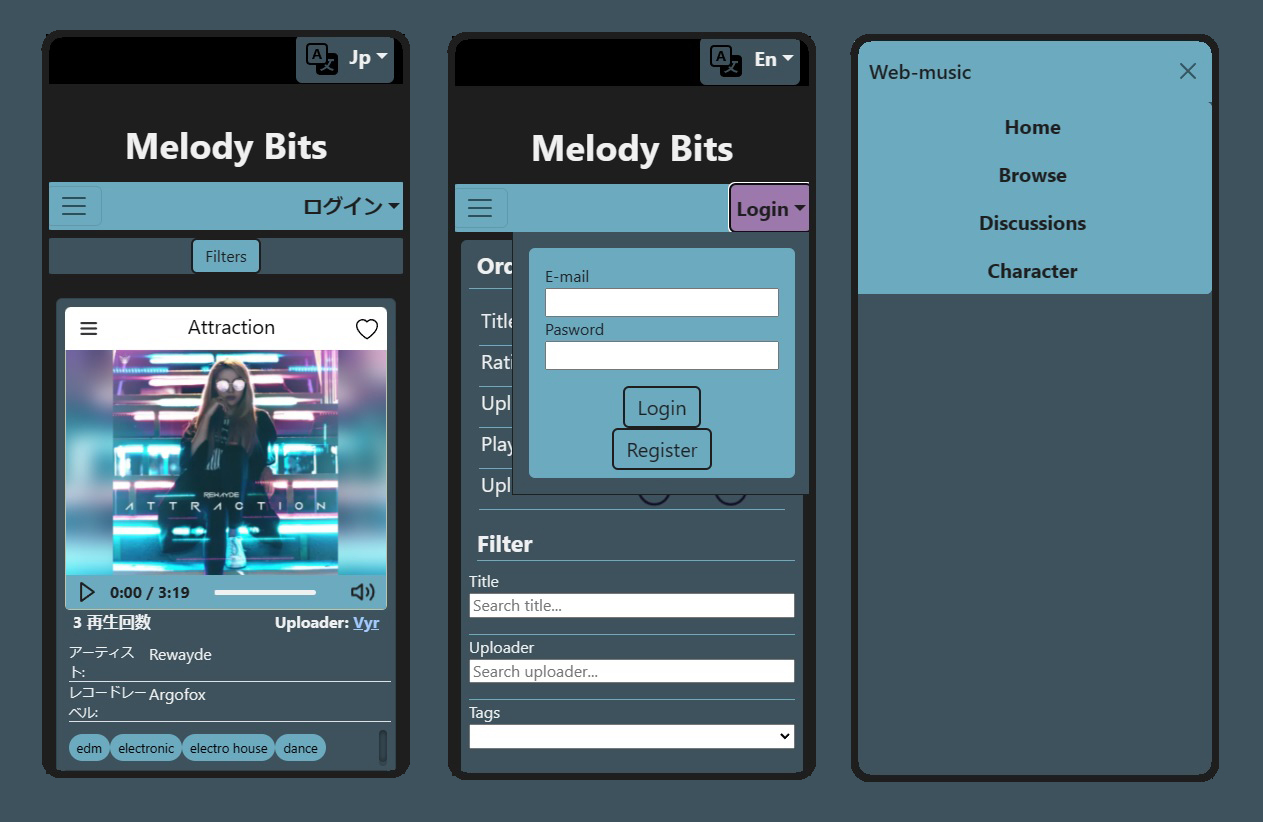 Jp
Melody Bits
ログイン
Filters
Attraction
REWAYDE
ATTRACTION
0:00 / 3:19
3 再生回数
Uploader: Vyr
アーティス
ト:
Rewayde
レコードレー
ベル:
Argofox
edm electronic electro house dance
En
Melody Bits
Login
Ord
E-mail
Title
Pasword
Rati
Upl
Login
Play
Register
Upl
Filter
Title
Search title...
Uploader
Search uploader...
Tags
Web-music
Home
Browse
Discussions
Character